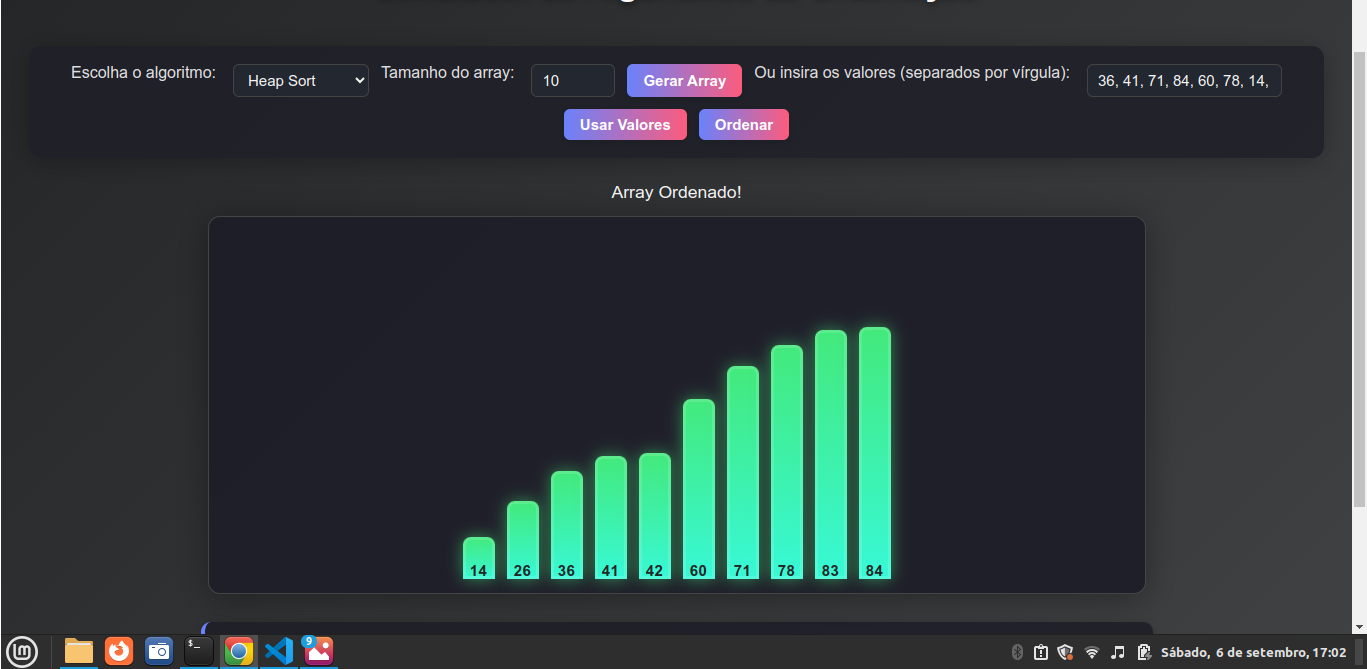 Escolha o algoritmo:
Heap Sort
Tamanho do array:
10
Gerar Array
Ou insira os valores (separados por vírgula):
36, 41, 71, 84, 60, 78, 14,
Usar Valores
Ordenar
Array Ordenado!
14 26 36 41 42 60 71 78 83 84
$_
9
Sábado, 6 de setembro, 17:02